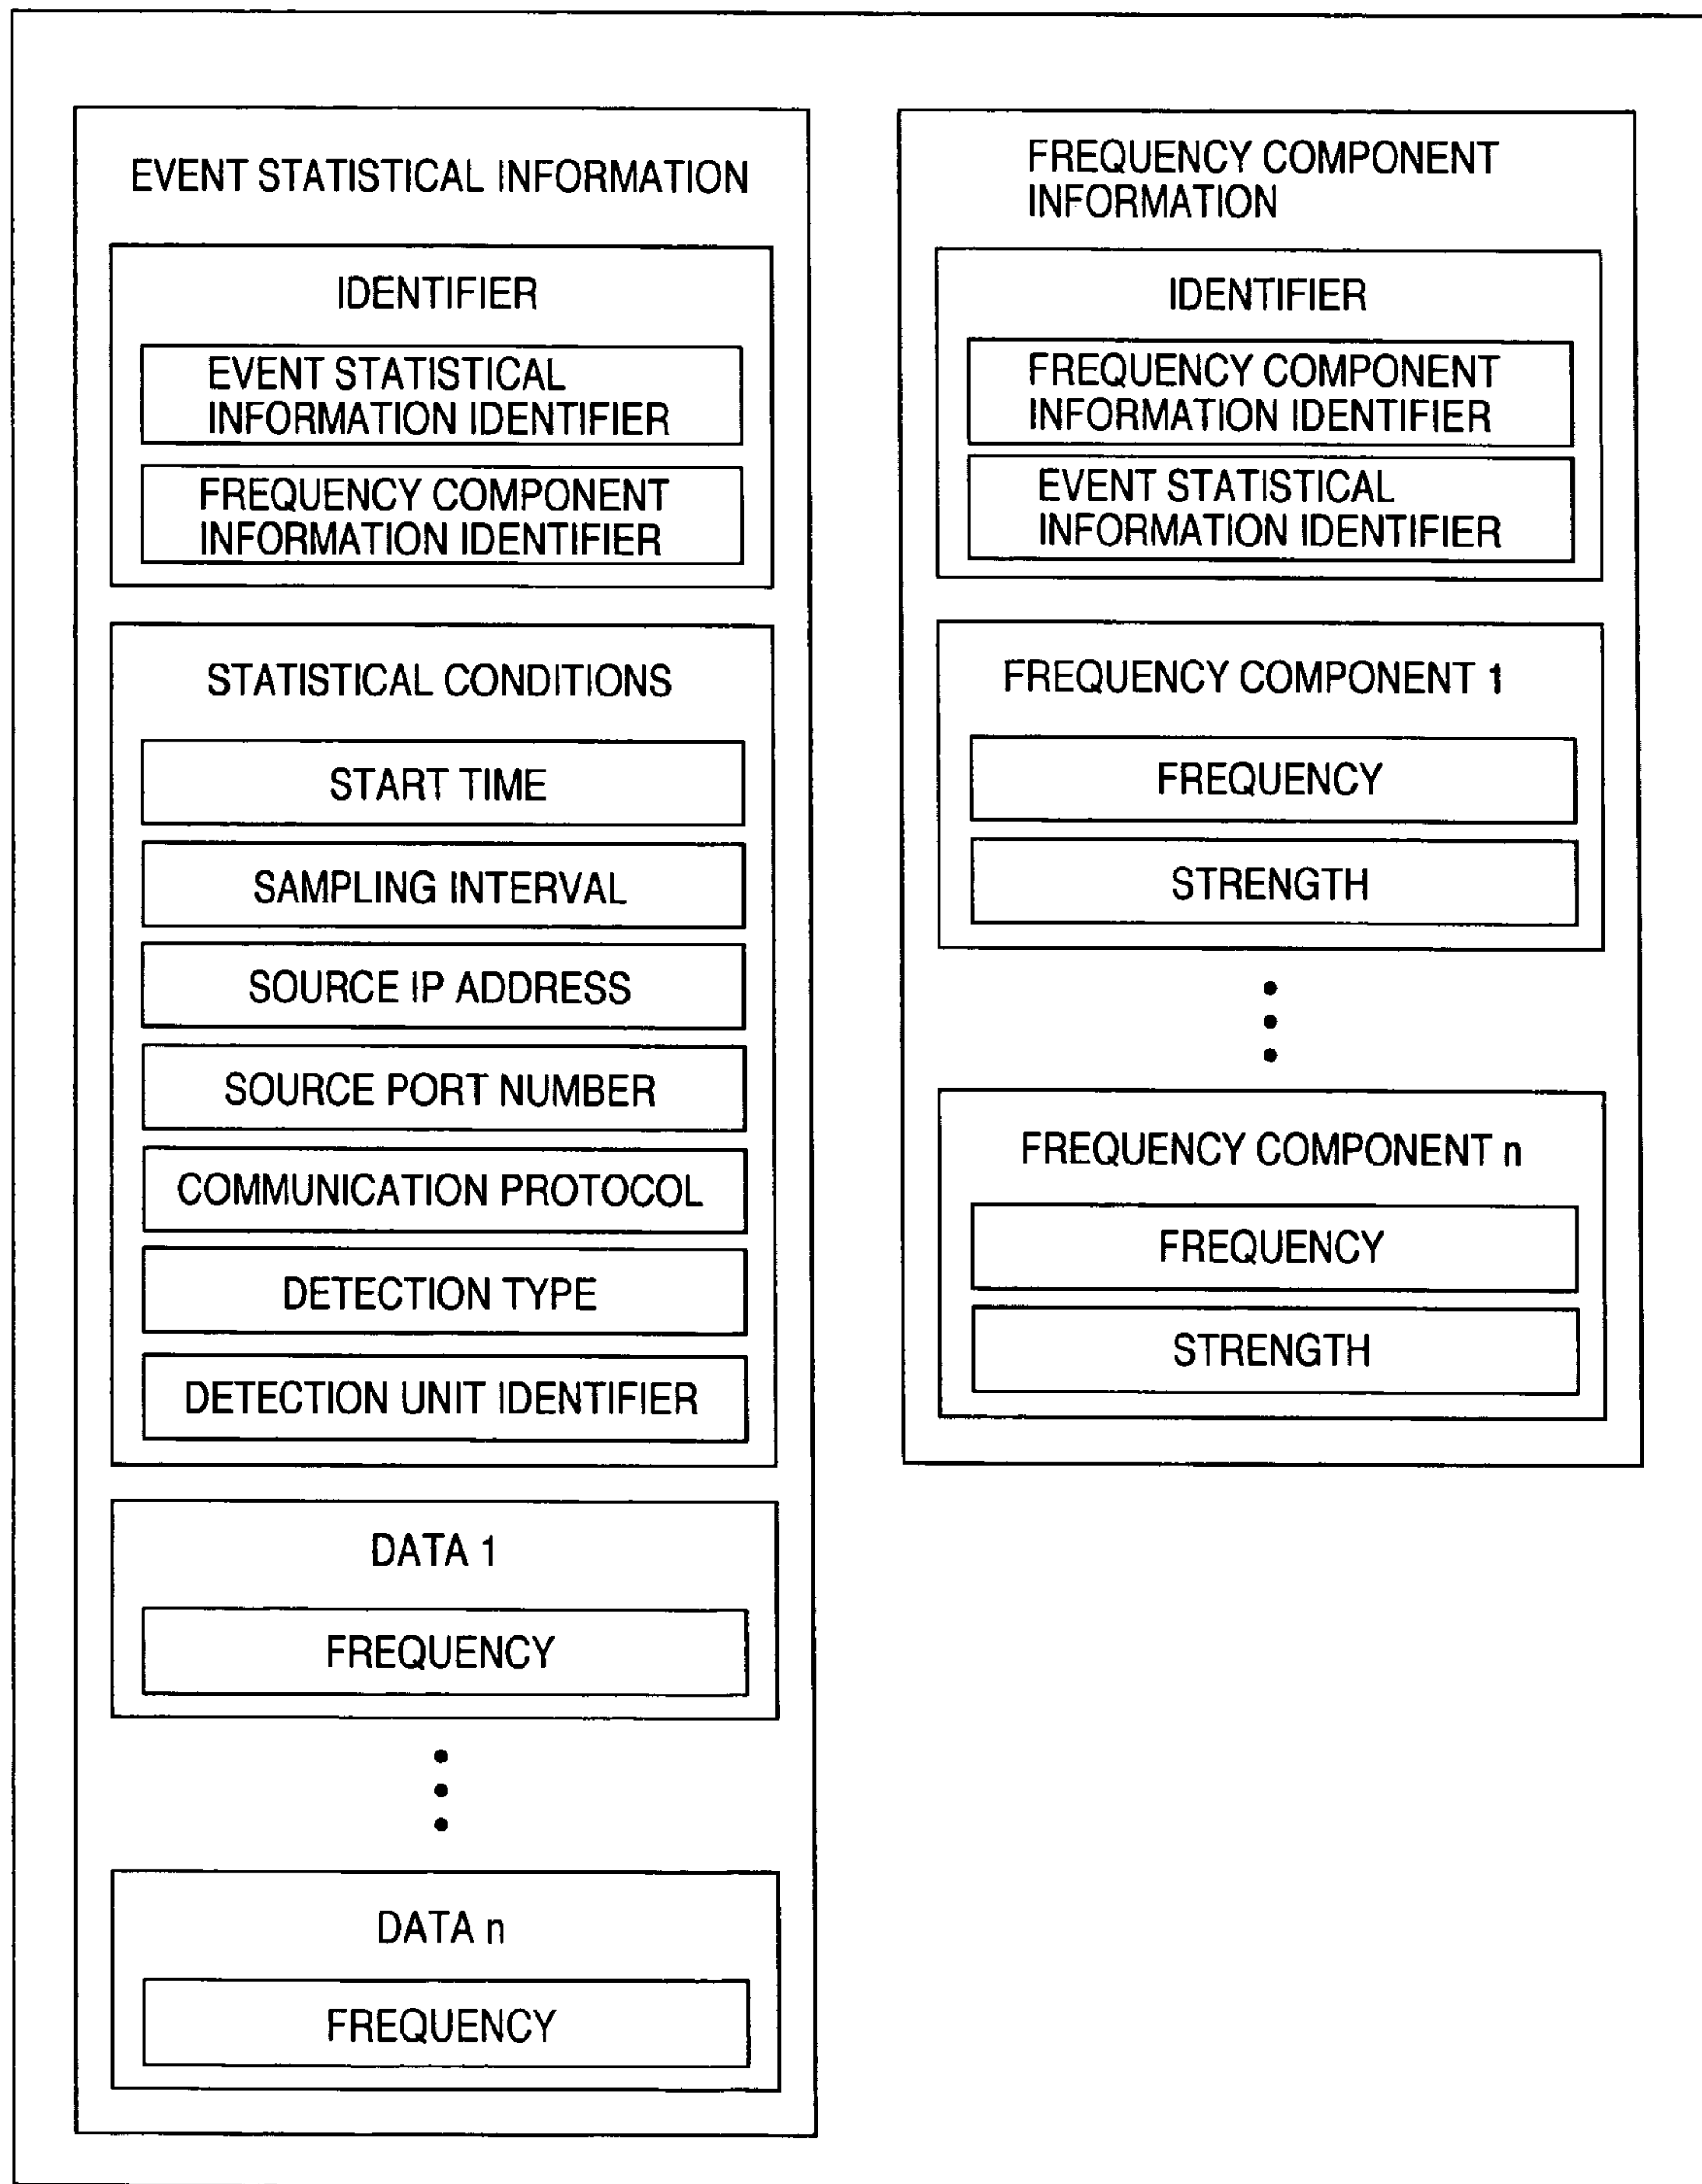 EVENT STATISTICAL INFORMATION
IDENTIFIER
EVENT STATISTICAL
INFORMATION IDENTIFIER
FREQUENCY COMPONENT
INFORMATION IDENTIFIER
STATISTICAL CONDITIONS
START TIME
SAMPLING INTERVAL
SOURCE IP ADDRESS
SOURCE PORT NUMBER
COMMUNICATION PROTOCOL
DETECTION TYPE
DETECTION UNIT IDENTIFIER
DATA 1
FREQUENCY
DATA n
FREQUENCY
FREQUENCY COMPONENT
INFORMATION
IDENTIFIER
FREQUENCY COMPONENT
INFORMATION IDENTIFIER
EVENT STATISTICAL
INFORMATION IDENTIFIER
FREQUENCY COMPONENT 1
FREQUENCY
STRENGTH
FREQUENCY COMPONENT n
FREQUENCY
STRENGTH